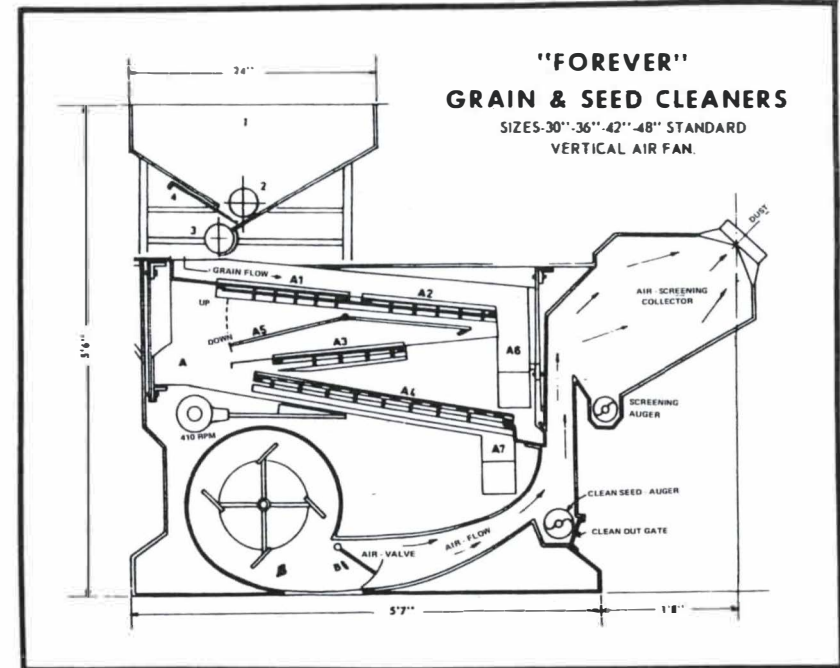 "FOREVER"
GRAIN & SEED CLEANERS
SIZES-30"-36"-42"-48" STANDARD
VERTICAL AIR FAN.
24"
1
2
4
3
DUST
GRAIN FLOW
A1
A2
UP
AIR-SCREENING
COLLECTOR
A5
DOWN
5'6"
A3
A6
A
A4
SCREENING
AUGER
410 RPM
A7
CLEAN SEED-AUGER
CLEAN OUT GATE
AIR-FLOW
AIR-VALVE
B
5'7"
1'8"